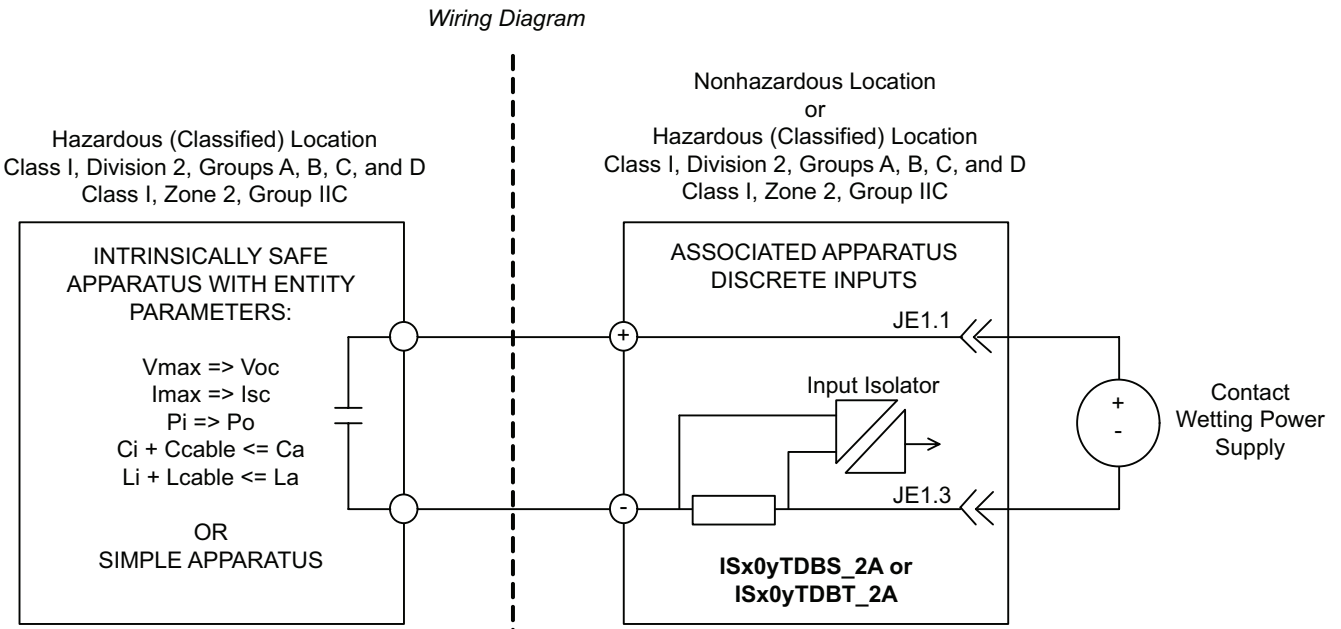 Wiring Diagram
Hazardous (Classified) Location
Class I, Division 2, Groups A, B, C, and D
Class I, Zone 2, Group IIC
INTRINSICALLY SAFE
APPARATUS WITH ENTITY
PARAMETERS:
Vmax => Voc
Imax => Isc
Pi => Po
Ci + Ccable <= Ca
Li + Lcable <= La
OR
SIMPLE APPARATUS
Nonhazardous Location
or
Hazardous (Classified) Location
Class I, Division 2, Groups A, B, C, and D
Class I, Zone 2, Group IIC
ASSOCIATED APPARATUS
DISCRETE INPUTS
+
JE1.1
Input Isolator
-
JE1.3
ISx0yTDBS_2A or
ISx0yTDBT_2A
+
-
Contact
Wetting Power
Supply